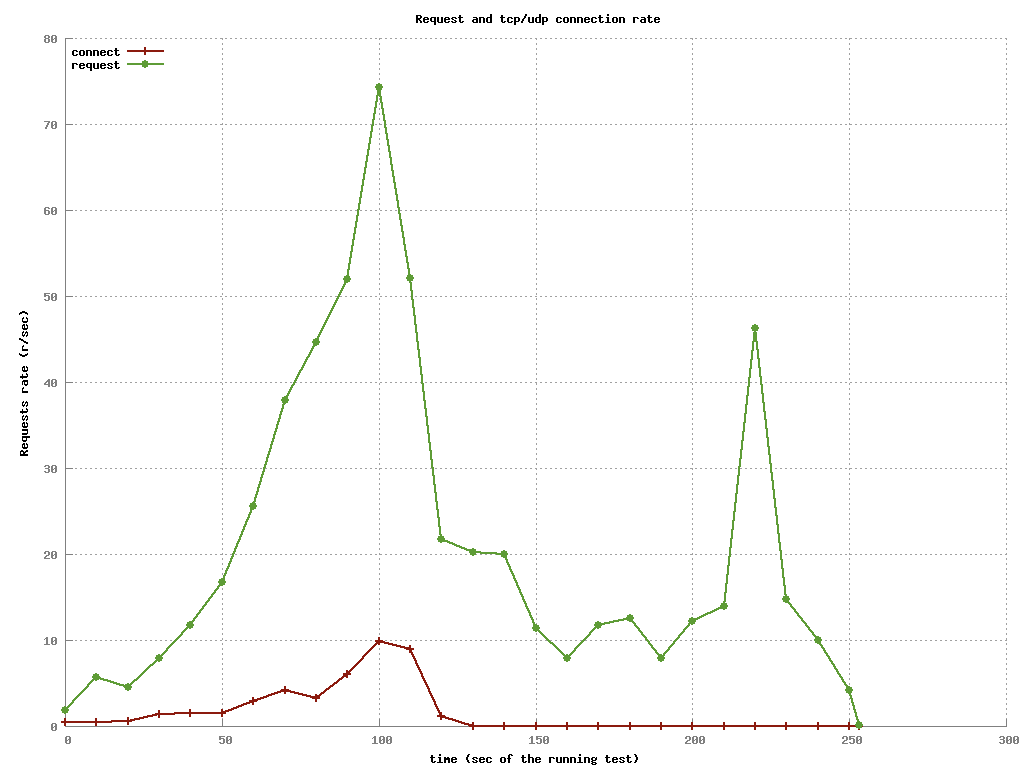 Request and tcp/udp connection rate
80
connect
request
70
60
50
40
30
20
10
0
Requests rate (r/sec)
0 50 100 150 200 250 300
time (sec of the running test)